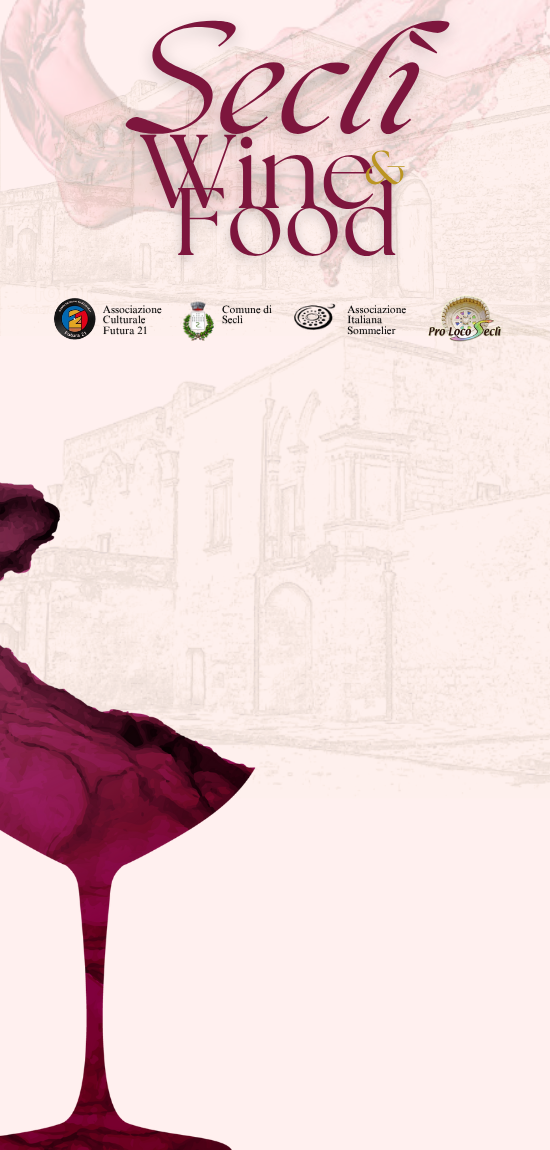 Seclì
Wine &
Food
Associazione
Culturale
Futura 21
Comune di
Seclì
Associazione
Italiana
Sommelier
Pro Loco Seclì